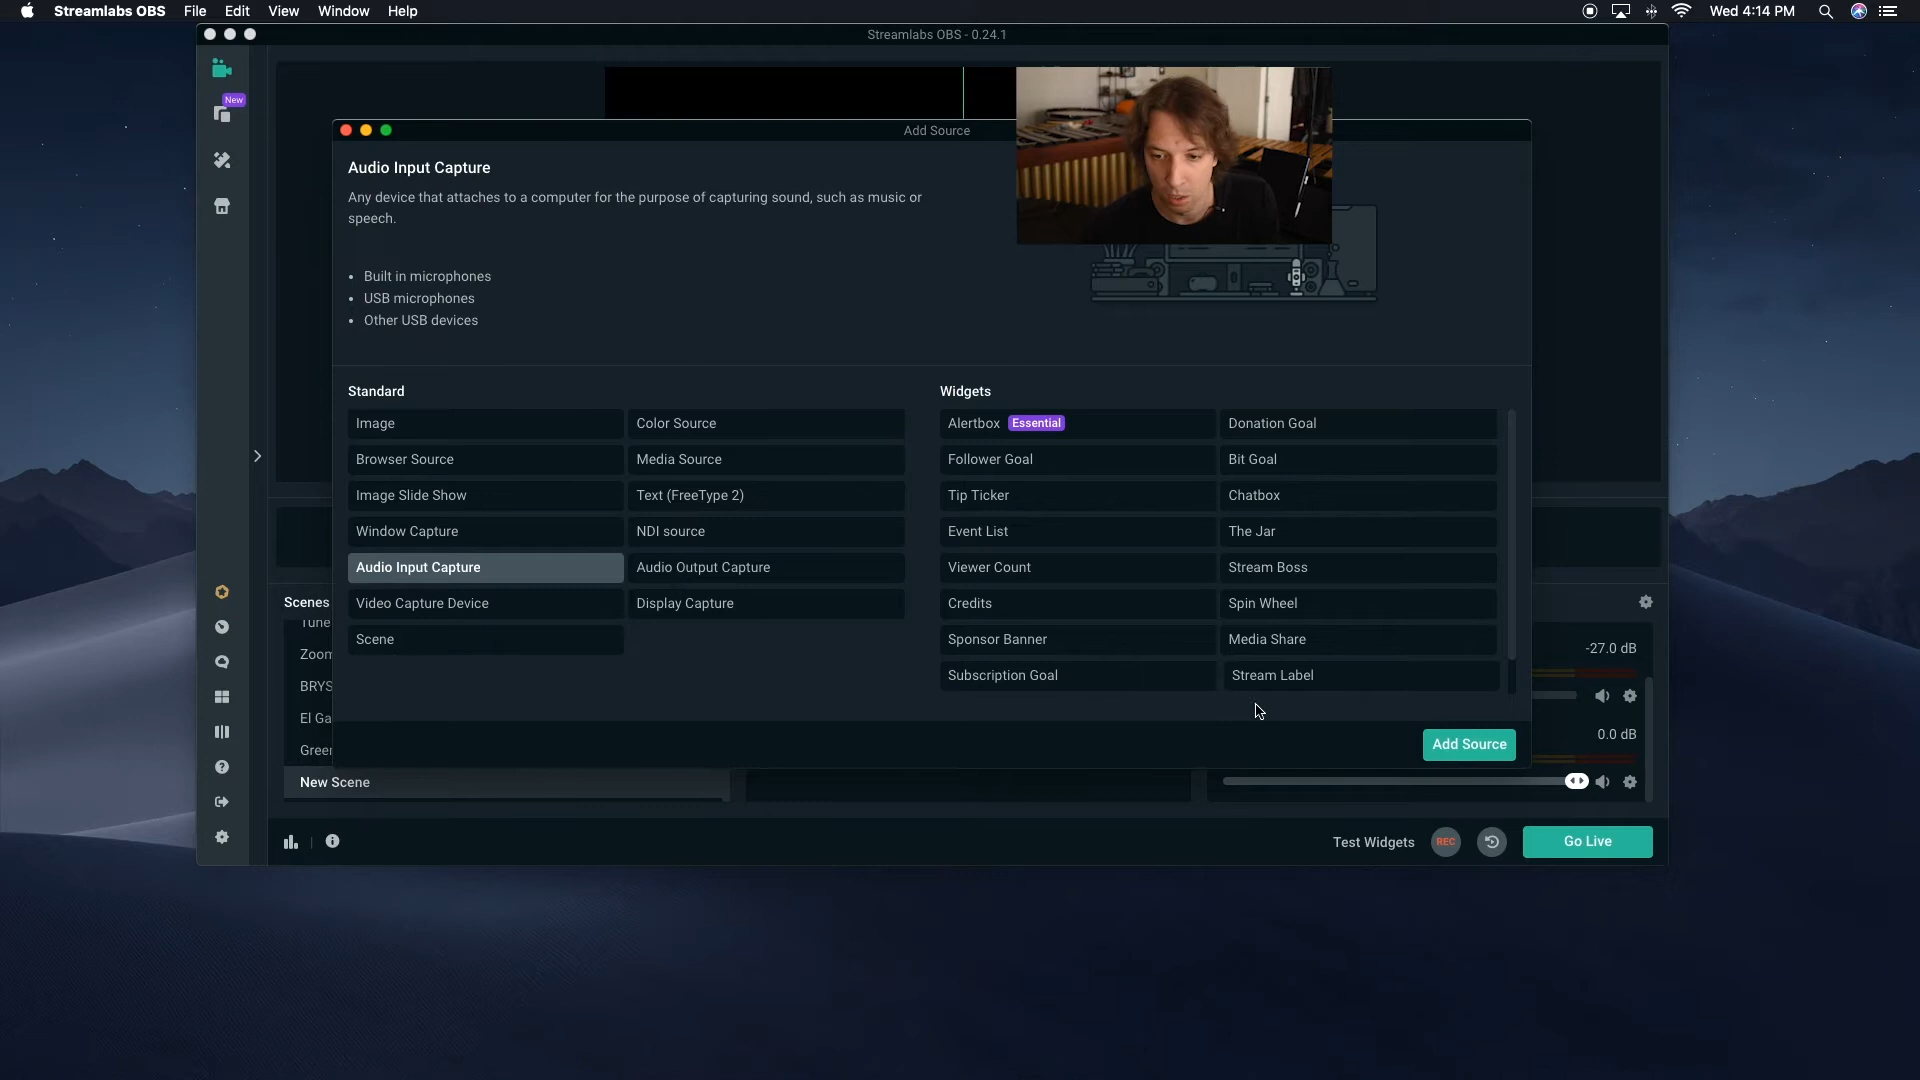 Streamlabs OBS File Edit View Window Help Wed 4:14 PM
Streamlabs OBS - 0.24.1
New
Add Source
Audio Input Capture
Any device that attaches to a computer for the purpose of capturing sound, such as music or
speech.
• Built in microphones
• USB microphones
• Other USB devices
Standard
Image Color Source
Browser Source Media Source
Image Slide Show Text (FreeType 2)
Window Capture NDI source
Audio Input Capture Audio Output Capture
Video Capture Device Display Capture
Scene
Widgets
Alertbox Essential Donation Goal
Follower Goal Bit Goal
Tip Ticker Chatbox
Event List The Jar
Viewer Count Stream Boss
Credits Spin Wheel
Sponsor Banner Media Share
Subscription Goal Stream Label
Add Source
Scenes
Tune
Zoom
BRYS
El Ga
Green
New Scene
-27.0 dB
0.0 dB
Test Widgets REC Go Live